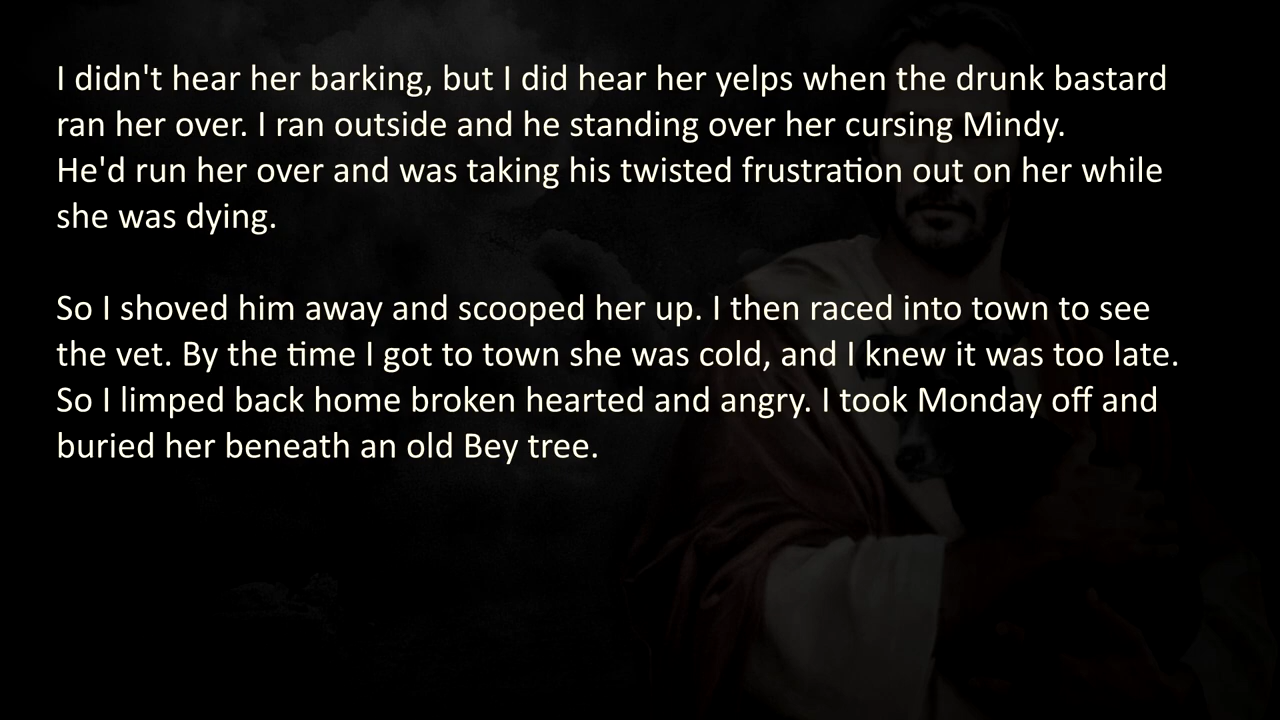 I didn't hear her barking, but I did hear her yelps when the drunk bastard
ran her over. I ran outside and he standing over her cursing Mindy.
He'd run her over and was taking his twisted frustration out on her while
she was dying.
So I shoved him away and scooped her up. I then raced into town to see
the vet. By the time I got to town she was cold, and I knew it was too late.
So I limped back home broken hearted and angry. I took Monday off and
buried her beneath an old Bey tree.